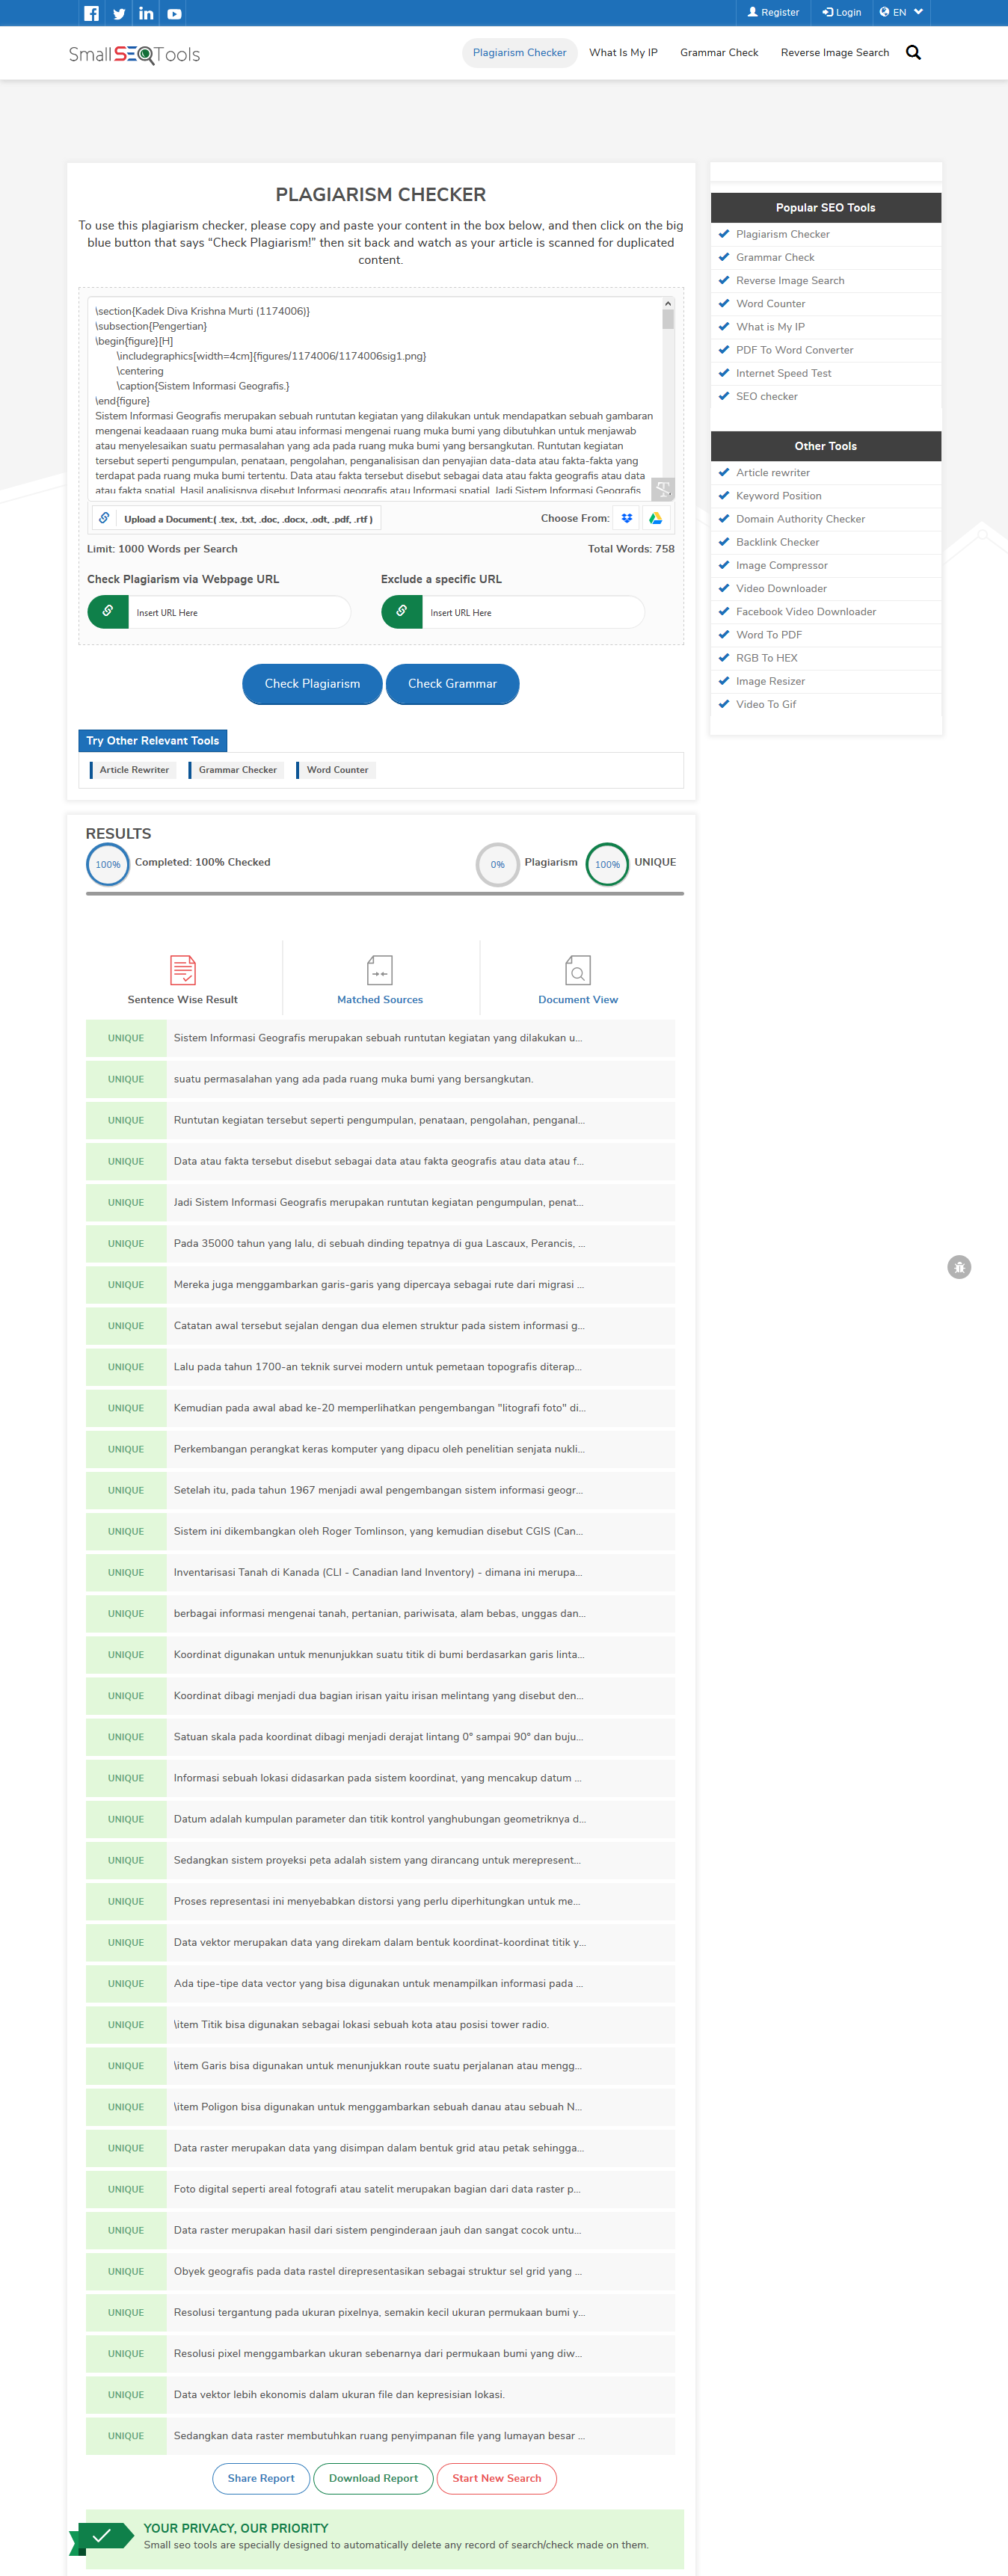 Register
Login
EN
SmallSEOTools
Plagiarism Checker
What Is My IP
Grammar Check
Reverse Image Search
PLAGIARISM CHECKER
To use this plagiarism checker, please copy and paste your content in the box below, and then click on the big
blue button that says “Check Plagiarism!” then sit back and watch as your article is scanned for duplicated
content.
\section{Kadek Diva Krishna Murti (1174006)}
\subsection{Pengertian}
\begin{figure}[H]
\includegraphics[width=4cm]{figures/1174006/1174006sig1.png}
\centering
\caption{Sistem Informasi Geografis.}
\end{figure}
Sistem Informasi Geografis merupakan sebuah runtutan kegiatan yang dilakukan untuk mendapatkan sebuah gambaran
mengenai keadaaan ruang muka bumi atau informasi mengenai ruang muka bumi yang dibutuhkan untuk menjawab
atau menyelesaikan suatu permasalahan yang ada pada ruang muka bumi yang bersangkutan. Runtutan kegiatan
tersebut seperti pengumpulan, penataan, pengolahan, penganalisisan dan penyajian data-data atau fakta-fakta yang
terdapat pada ruang muka bumi tertentu. Data atau fakta tersebut disebut sebagai data atau fakta geografis atau data
atau fakta spatial. Hasil analisisnya disebut Informasi geografis atau Informasi spatial. Jadi Sistem Informasi Geografis
Upload a Document:( .tex, .txt, .doc, .docx, .odt, .pdf, .rtf )
Choose From:
Limit: 1000 Words per Search
Total Words: 758
Check Plagiarism via Webpage URL
Exclude a specific URL
Insert URL Here
Insert URL Here
Check Plagiarism
Check Grammar
Try Other Relevant Tools
Article Rewriter
Grammar Checker
Word Counter
Popular SEO Tools
Plagiarism Checker
Grammar Check
Reverse Image Search
Word Counter
What is My IP
PDF To Word Converter
Internet Speed Test
SEO checker
Other Tools
Article rewriter
Keyword Position
Domain Authority Checker
Backlink Checker
Image Compressor
Video Downloader
Facebook Video Downloader
Word To PDF
RGB To HEX
Image Resizer
Video To Gif
RESULTS
100%
Completed: 100% Checked
0%
Plagiarism
100%
UNIQUE
Sentence Wise Result
Matched Sources
Document View
UNIQUE Sistem Informasi Geografis merupakan sebuah runtutan kegiatan yang dilakukan u...
UNIQUE suatu permasalahan yang ada pada ruang muka bumi yang bersangkutan.
UNIQUE Runtutan kegiatan tersebut seperti pengumpulan, penataan, pengolahan, penganal...
UNIQUE Data atau fakta tersebut disebut sebagai data atau fakta geografis atau data atau f...
UNIQUE Jadi Sistem Informasi Geografis merupakan runtutan kegiatan pengumpulan, penat...
UNIQUE Pada 35000 tahun yang lalu, di sebuah dinding tepatnya di gua Lascaux, Perancis, ...
UNIQUE Mereka juga menggambarkan garis-garis yang dipercaya sebagai rute dari migrasi ...
UNIQUE Catatan awal tersebut sejalan dengan dua elemen struktur pada sistem informasi g...
UNIQUE Lalu pada tahun 1700-an teknik survei modern untuk pemetaan topografis diterap...
UNIQUE Kemudian pada awal abad ke-20 memperlihatkan pengembangan "litografi foto" di...
UNIQUE Perkembangan perangkat keras komputer yang dipacu oleh penelitian senjata nukli...
UNIQUE Setelah itu, pada tahun 1967 menjadi awal pengembangan sistem informasi geogr...
UNIQUE Sistem ini dikembangkan oleh Roger Tomlinson, yang kemudian disebut CGIS (Can...
UNIQUE Inventarisasi Tanah di Kanada (CLI - Canadian land Inventory) - dimana ini merupa...
UNIQUE berbagai informasi mengenai tanah, pertanian, pariwisata, alam bebas, unggas dan...
UNIQUE Koordinat digunakan untuk menunjukkan suatu titik di bumi berdasarkan garis linta...
UNIQUE Koordinat dibagi menjadi dua bagian irisan yaitu irisan melintang yang disebut den...
UNIQUE Satuan skala pada koordinat dibagi menjadi derajat lintang 0° sampai 90° dan buju...
UNIQUE Informasi sebuah lokasi didasarkan pada sistem koordinat, yang mencakup datum ...
UNIQUE Datum adalah kumpulan parameter dan titik kontrol yanghubungan geometriknya d...
UNIQUE Sedangkan sistem proyeksi peta adalah sistem yang dirancang untuk merepresent...
UNIQUE Proses representasi ini menyebabkan distorsi yang perlu diperhitungkan untuk me...
UNIQUE Data vektor merupakan data yang direkam dalam bentuk koordinat-koordinat titik y...
UNIQUE Ada tipe-tipe data vector yang bisa digunakan untuk menampilkan informasi pada ...
UNIQUE \item Titik bisa digunakan sebagai lokasi sebuah kota atau posisi tower radio.
UNIQUE \item Garis bisa digunakan untuk menunjukkan route suatu perjalanan atau mengg...
UNIQUE \item Poligon bisa digunakan untuk menggambarkan sebuah danau atau sebuah N...
UNIQUE Data raster merupakan data yang disimpan dalam bentuk grid atau petak sehingga...
UNIQUE Foto digital seperti areal fotografi atau satelit merupakan bagian dari data raster p...
UNIQUE Data raster merupakan hasil dari sistem penginderaan jauh dan sangat cocok untu...
UNIQUE Obyek geografis pada data rastel direpresentasikan sebagai struktur sel grid yang ...
UNIQUE Resolusi tergantung pada ukuran pixelnya, semakin kecil ukuran permukaan bumi y...
UNIQUE Resolusi pixel menggambarkan ukuran sebenarnya dari permukaan bumi yang diw...
UNIQUE Data vektor lebih ekonomis dalam ukuran file dan kepresisian lokasi.
UNIQUE Sedangkan data raster membutuhkan ruang penyimpanan file yang lumayan besar ...
Share Report
Download Report
Start New Search
YOUR PRIVACY, OUR PRIORITY
Small seo tools are specially designed to automatically delete any record of search/check made on them.